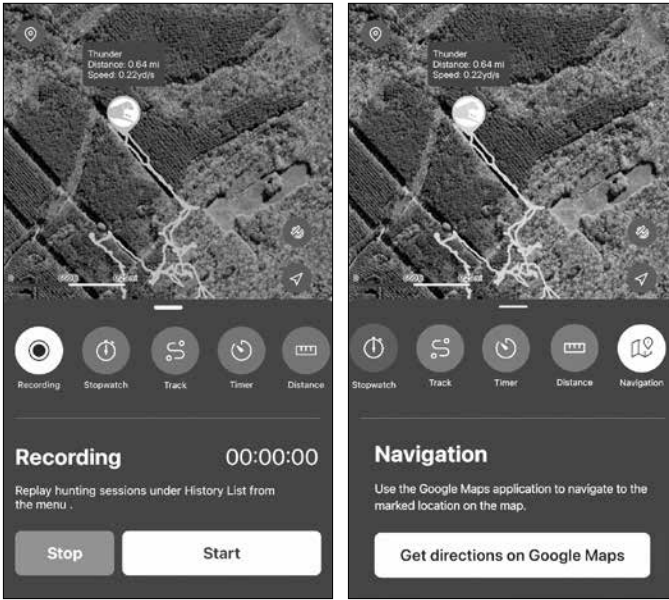 Thunder
Distance: 0.64 mi
Speed: 0.22yd/s
Recording
Stopwatch
Track
Timer
Distance
Recording
00:00:00
Replay hunting sessions under History List from
the menu .
Stop
Start
Thunder
Distance: 0.64 mi
Speed: 0.22yd/s
Stopwatch
Track
Timer
Distance
Navigation
Navigation
Use the Google Maps application to navigate to the
marked location on the map.
Get directions on Google Maps